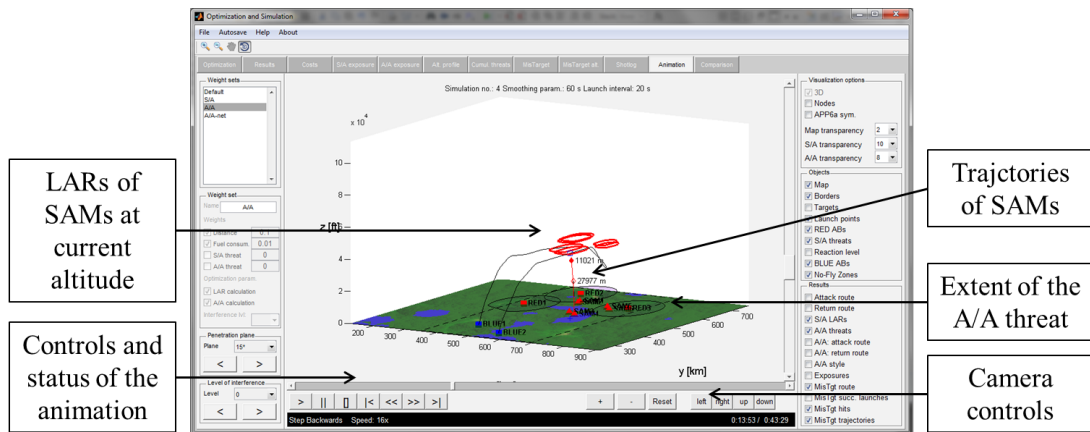 Optimization and Simulation
File Autosave Help About
Optimization Results Costs S/A exposure A/A exposure Alt. profile Cumul. threats MisTarget MisTarget alt. Shotlog Animation Comparison
Weight sets
Default
S/A
A/A
A/A-net
Weight set
Name A/A
Weights
Distance 0.1
Fuel consum. 0.01
S/A threat 0
A/A threat 0
Optimization param.
LAR calculation
A/A calculation
Interference lvl
Penetration plane
Plane 15°
< >
Level of interference
Level 0
< >
Simulation no.: 4 Smoothing param.: 60 s Launch interval: 20 s
x 10^4
10
8
6
4
2
0
z [ft]
11021 m
27977 m
RED1
RED2
RED3
BLUE1
BLUE2
200 300 400 500 600 700 800 900
400 500 600 700
y [km]
> || [] |< << >> >|
+ - Reset left right up down
Step Backwards Speed: 16x 0:13:53 / 0:43:29
Visualization options
3D
Nodes
APP6a sym.
Map transparency 2
S/A transparency 10
A/A transparency 8
Objects
Map
Borders
Targets
Launch points
RED ABs
S/A threats
Reaction level
BLUE ABs
No-Fly Zones
Results
Attack route
Return route
S/A LARs
A/A threats
A/A: attack route
A/A: return route
A/A style
Exposures
MisTgt route
MisTgt succ. launches
MisTgt hits
MisTgt trajectories
LARs of
SAMs at
current
altitude
Controls and
status of the
animation
Trajctories
of SAMs
Extent of the
A/A threat
Camera
controls